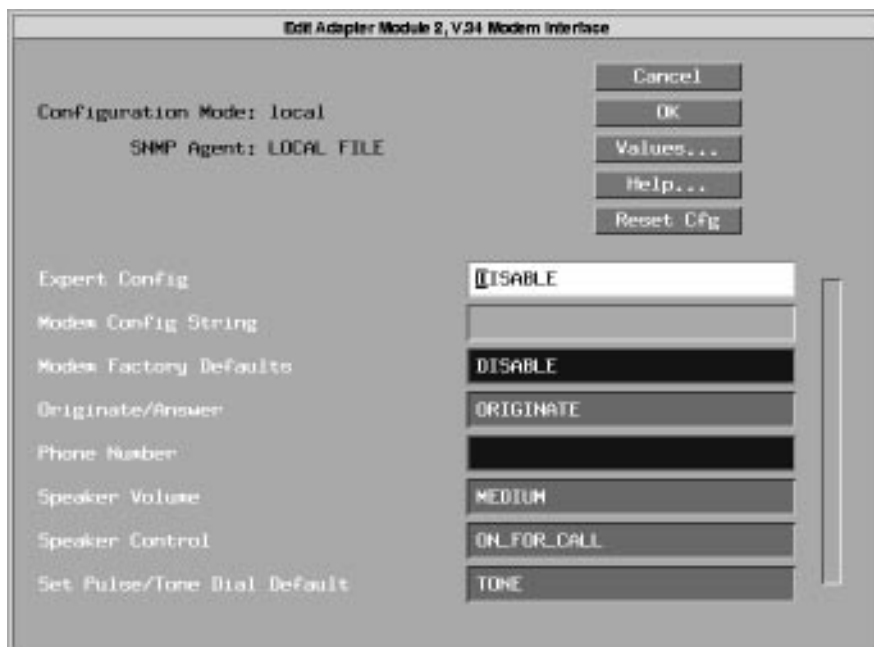 Edit Adapter Module 2, V.34 Modem Interface
Cancel
Configuration Mode: local
OK
SNMP Agent: LOCAL FILE
Values...
Help...
Reset Cfg
Expert Config
DISABLE
Modem Config String
Modem Factory Defaults
DISABLE
Originate/Answer
ORIGINATE
Phone Number
Speaker Volume
MEDIUM
Speaker Control
ON_FOR_CALL
Set Pulse/Tone Dial Default
TONE